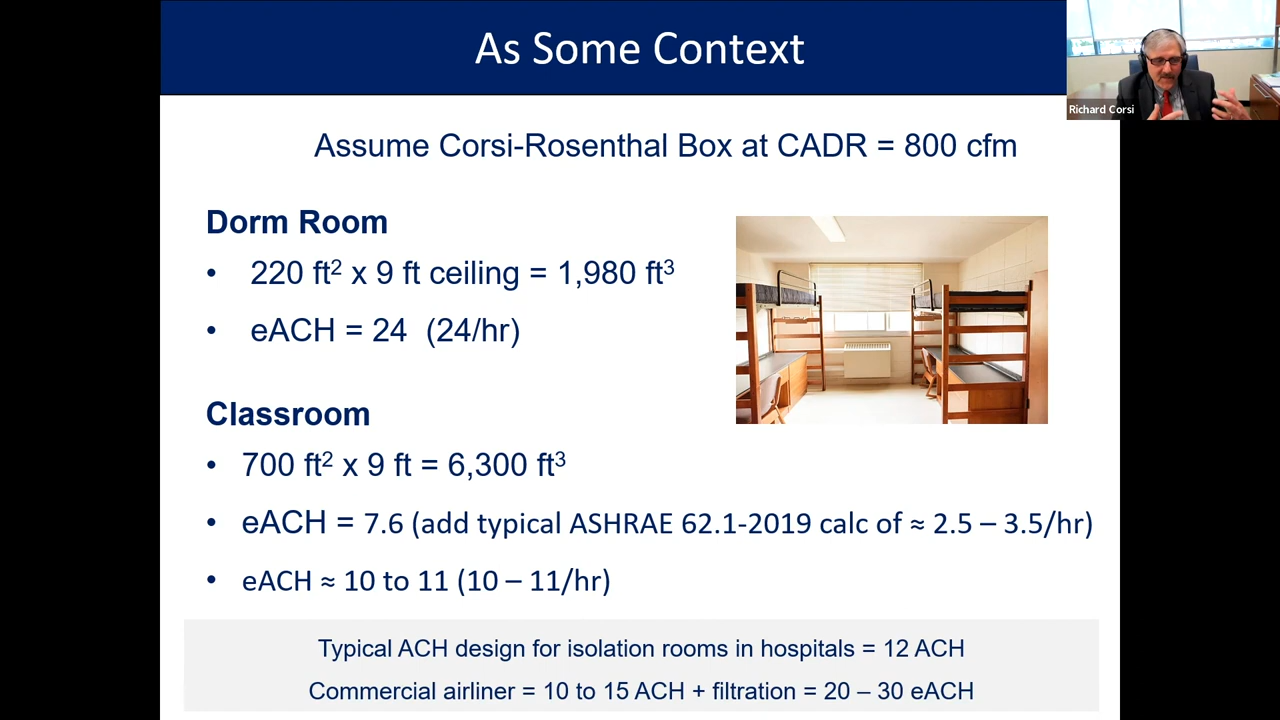 As Some Context
Richard Corsi
Assume Corsi-Rosenthal Box at CADR = 800 cfm
Dorm Room
• 220 ft² x 9 ft ceiling = 1,980 ft³
• eACH = 24 (24/hr)
Classroom
• 700 ft² x 9 ft = 6,300 ft³
• eACH = 7.6 (add typical ASHRAE 62.1-2019 calc of ≈ 2.5 – 3.5/hr)
• eACH ≈ 10 to 11 (10 – 11/hr)
Typical ACH design for isolation rooms in hospitals = 12 ACH
Commercial airliner = 10 to 15 ACH + filtration = 20 – 30 eACH